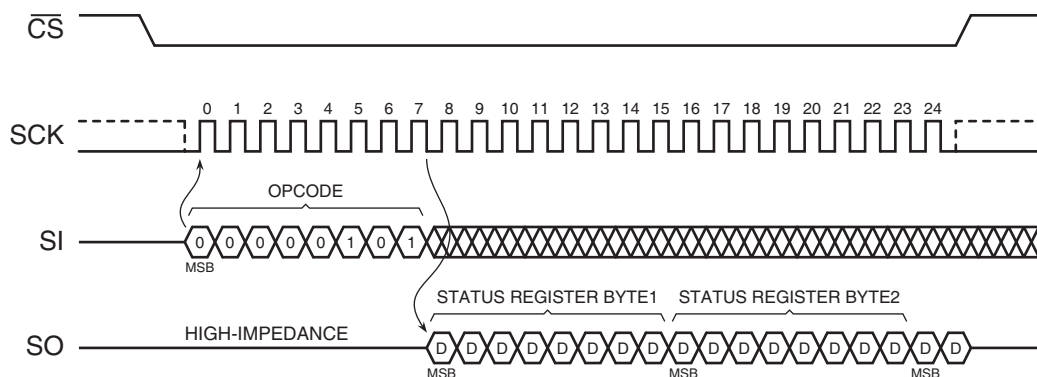 CS
0 1 2 3 4 5 6 7 8 9 10 11 12 13 14 15 16 17 18 19 20 21 22 23 24
SCK
OPCODE
SI 0 0 0 0 0 1 0 1
MSB
STATUS REGISTER BYTE1 STATUS REGISTER BYTE2
HIGH-IMPEDANCE
SO D D D D D D D D D D D D D D D D D D
MSB MSB MSB